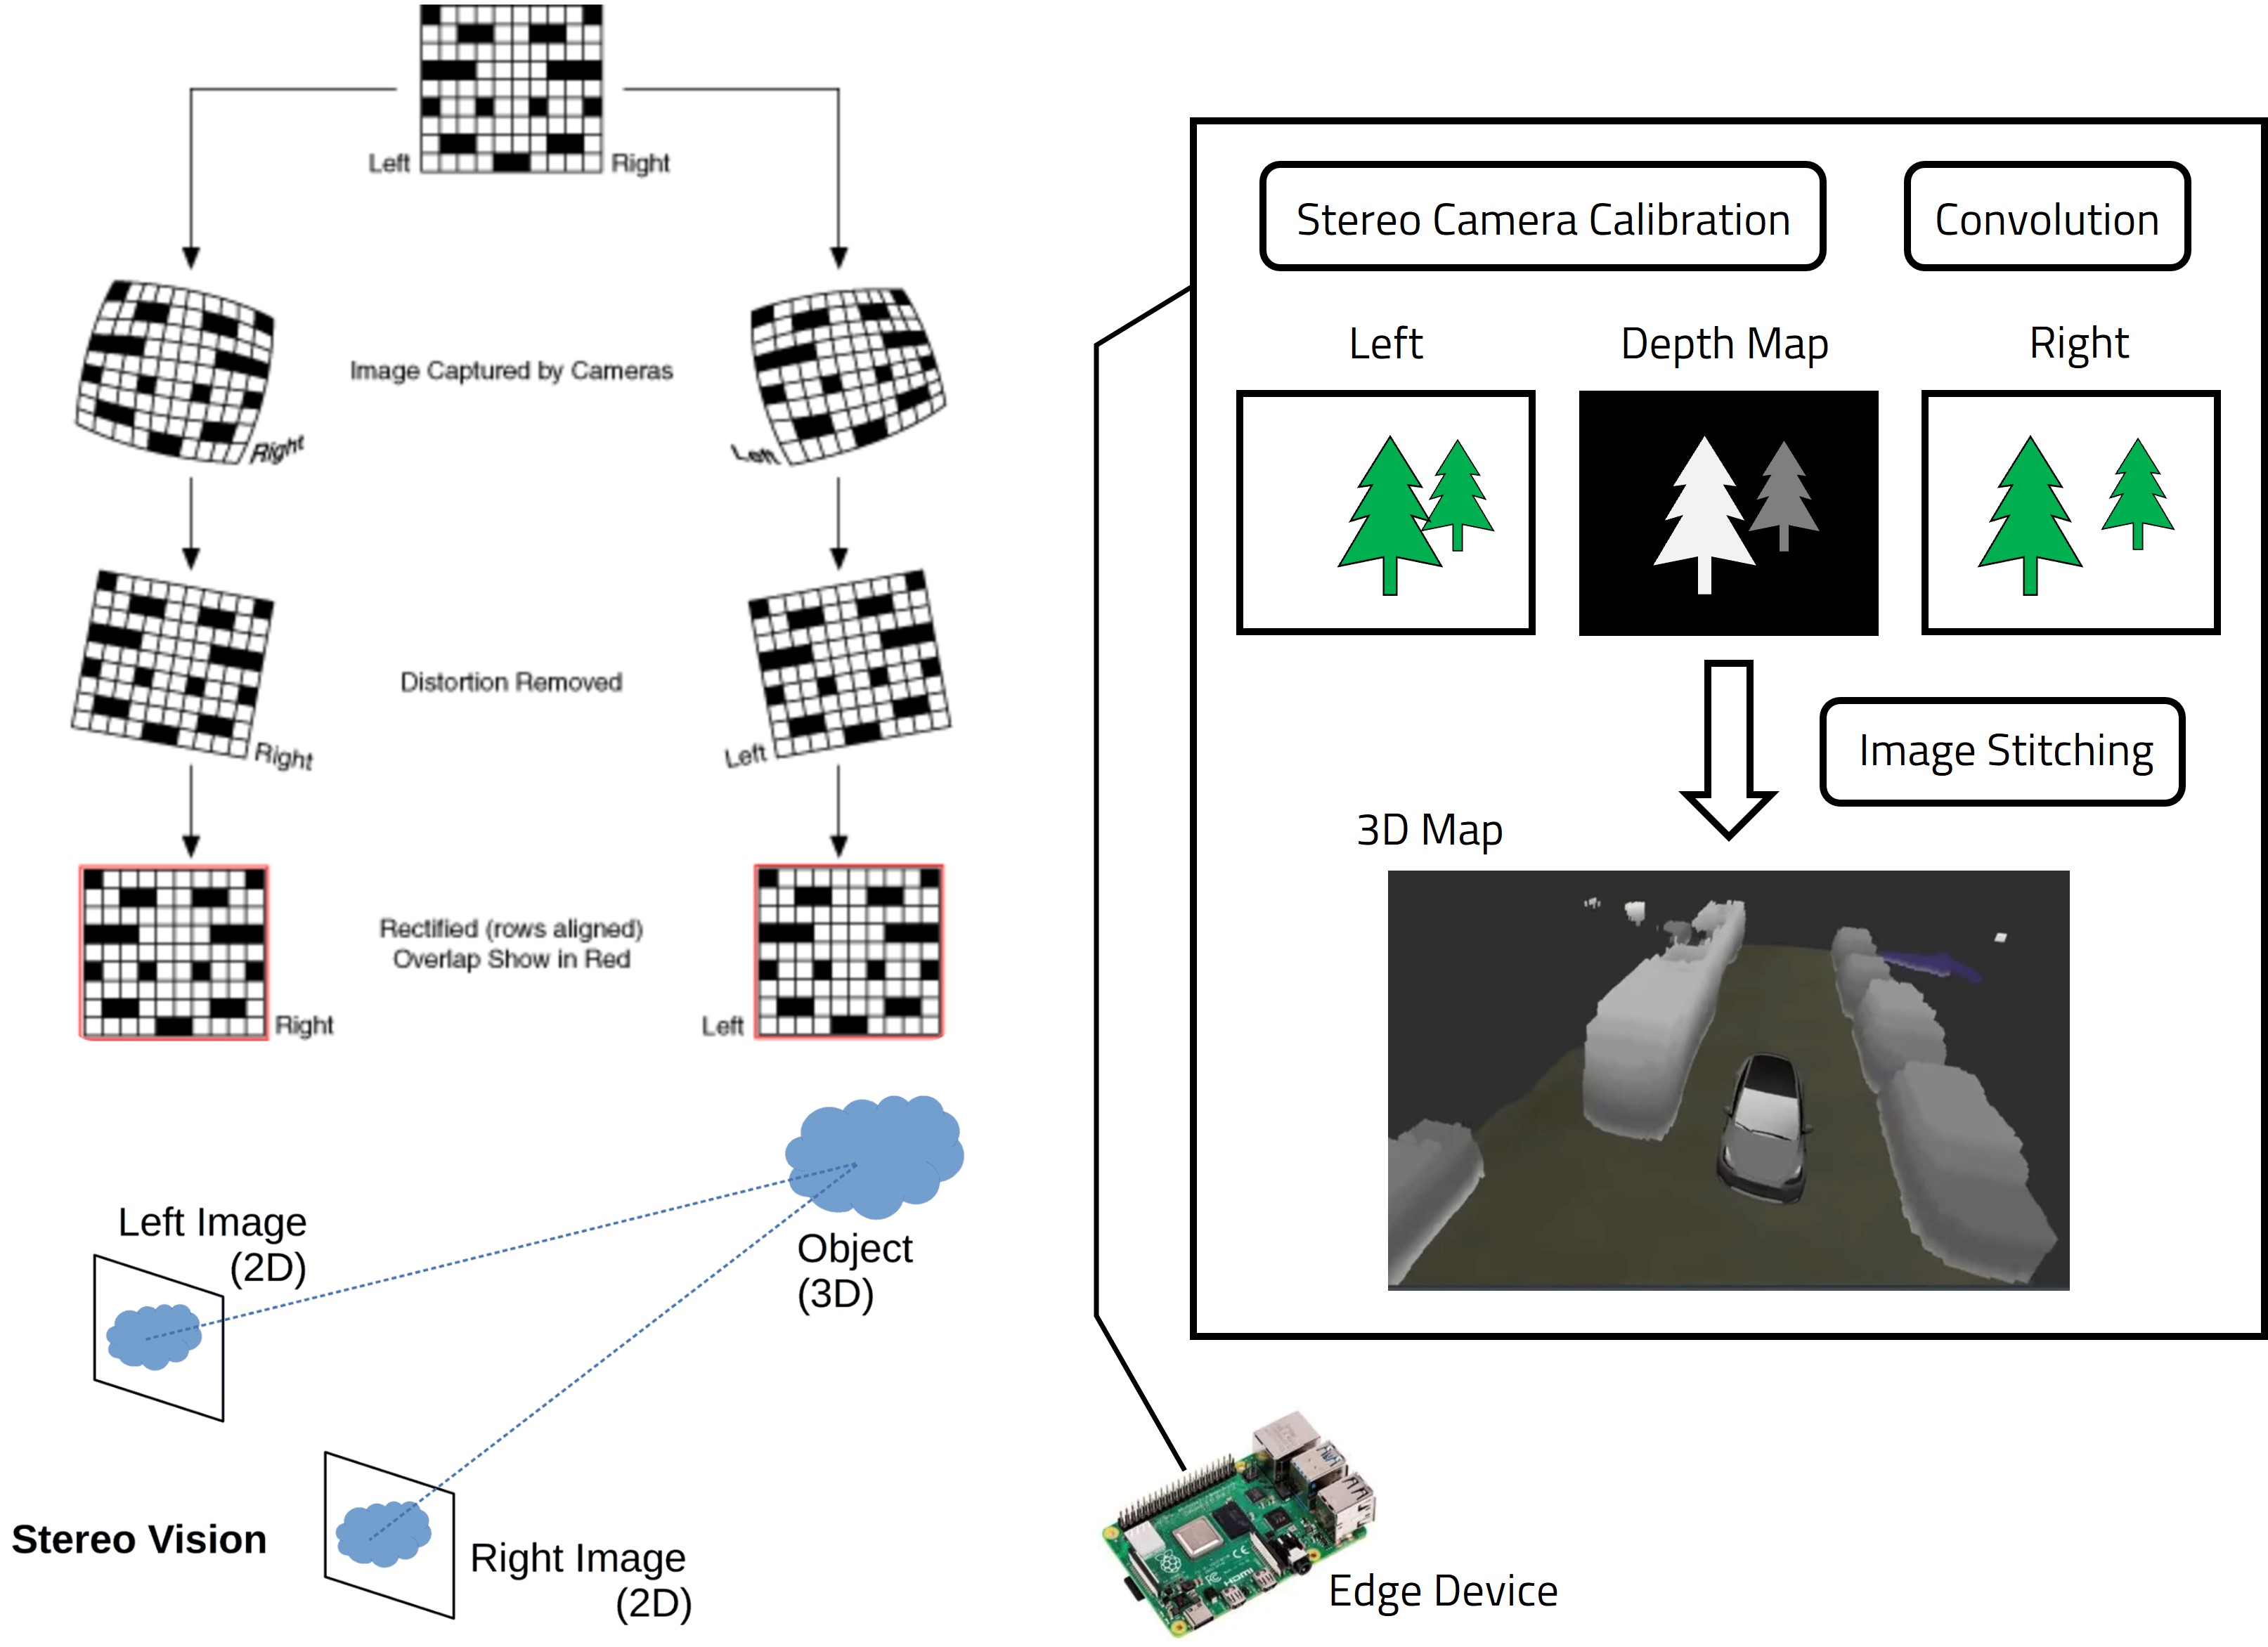 Left
Right
Image Captured by Cameras
Right
Left
Distortion Removed
Right
Left
Rectified (rows aligned)
Overlap Show in Red
Right
Left
Left Image
(2D)
Object
(3D)
Stereo Vision
Right Image
(2D)
Stereo Camera Calibration
Convolution
Left
Depth Map
Right
Image Stitching
3D Map
HDMI
Edge Device